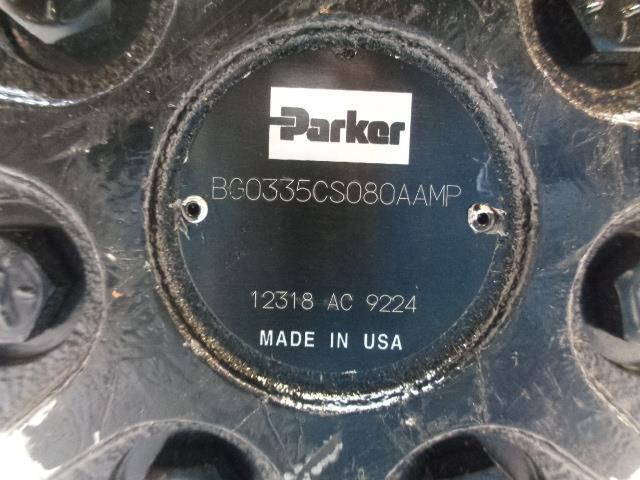 Parker
BG0335CS080AAMP
12318 AC 9224
MADE IN USA